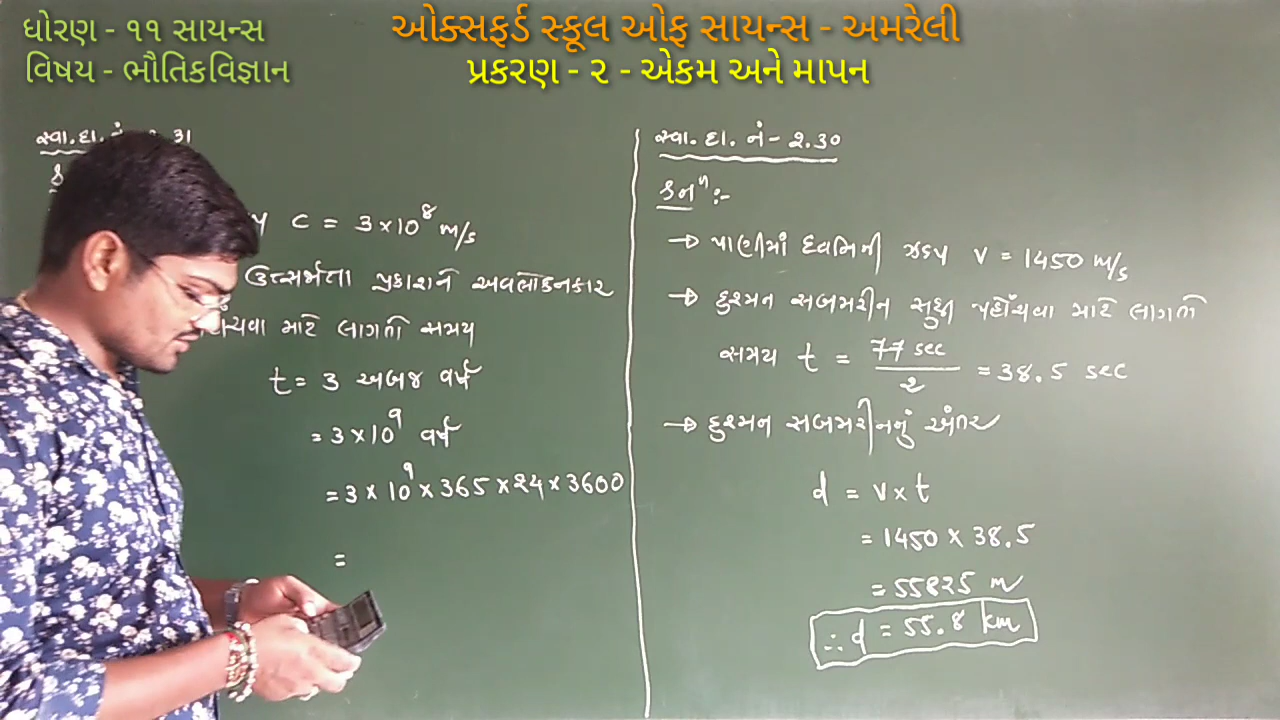 ધોરણ - ૧૧ સાયન્સ
વિષય - ભૌતિકવિજ્ઞાન
ઓક્સફર્ડ સ્કૂલ ઓફ સાયન્સ - અમરેલી
પ્રકરણ - ૨ - એકમ અને માપન
સ્વા.દા. નં- 31
C = 3×10⁸ m/s
ઉત્સર્જાતા પ્રકાશને અવલોકનકાર
માટે લાગતો સમય
t = 3 અબજ વર્ષ
= 3×10⁹ વર્ષ
= 3 × 10⁹ × 365 × 24 × 3600
=
સ્વા.દા. નં- 2.30
→ પાણીમાં ધ્વનિની ઝડપ v = 1450 m/s
→ દુશ્મન સબમરીન સુધી પહોંચવા માટે લાગતો
સમય t = 77 sec / 2 = 38.5 sec
→ દુશ્મન સબમરીનનું અંતર
d = v × t
= 1450 × 38.5
= 55825 m
∴ d = 55.8 km